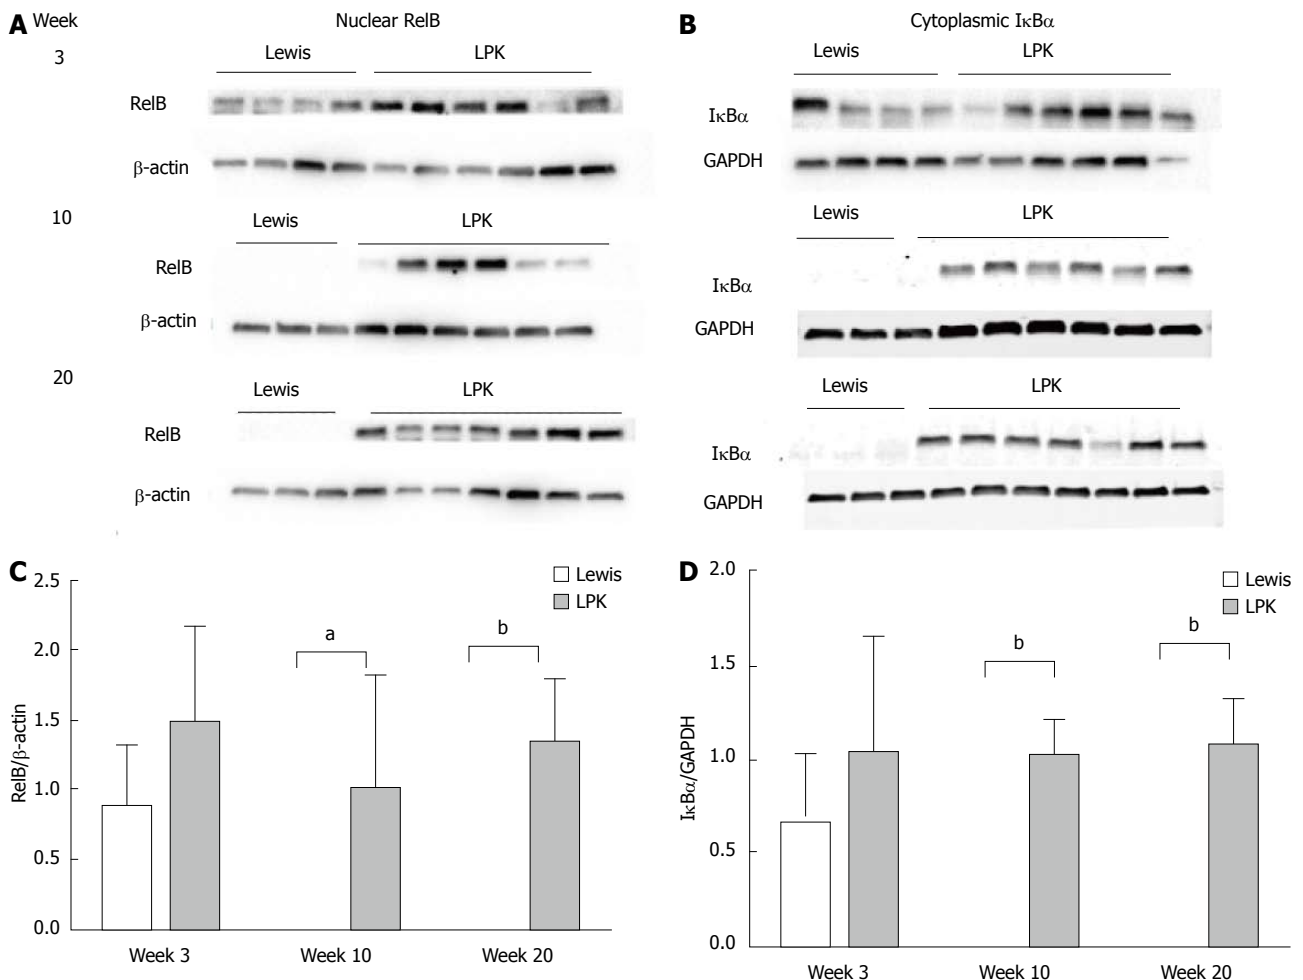 A Week Nuclear RelB
3 Lewis LPK
RelB
β-actin
10 Lewis LPK
RelB
β-actin
20 Lewis LPK
RelB
β-actin
B Cytoplasmic IκBα
Lewis LPK
IκBα
GAPDH
Lewis LPK
IκBα
GAPDH
Lewis LPK
IκBα
GAPDH
C
2.5
2.0
1.5
1.0
0.5
0.0
RelB/β-actin
Lewis
LPK
a
b
Week 3 Week 10 Week 20
D
2.0
1.5
1.0
0.5
0.0
IκBα/GAPDH
Lewis
LPK
b
b
Week 3 Week 10 Week 20